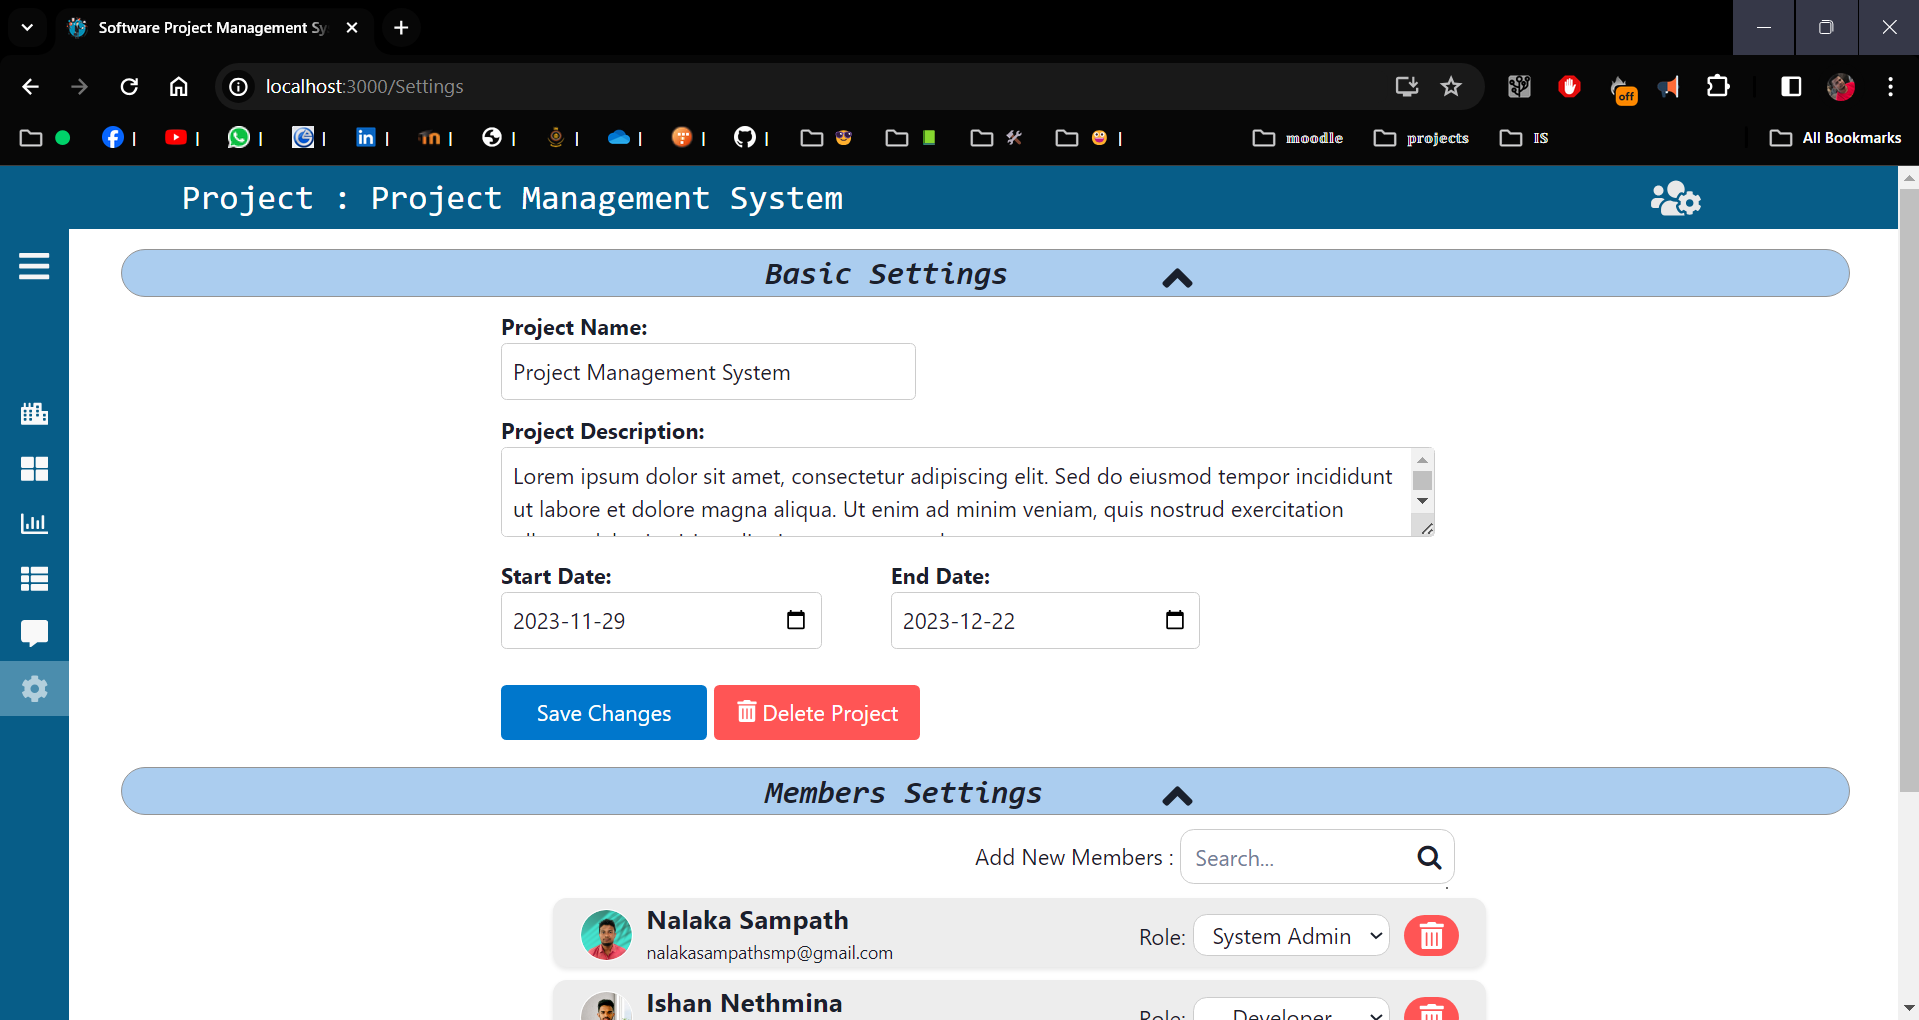 Software Project Management Sy
localhost:3000/Settings
off
moodle
projects
IS
All Bookmarks
Project : Project Management System
Basic Settings
Project Name:
Project Management System
Project Description:
Lorem ipsum dolor sit amet, consectetur adipiscing elit. Sed do eiusmod tempor incididunt
ut labore et dolore magna aliqua. Ut enim ad minim veniam, quis nostrud exercitation
Start Date: End Date:
2023-11-29 2023-12-22
Save Changes Delete Project
Members Settings
Add New Members : Search...
Nalaka Sampath
nalakasampathsmp@gmail.com
Role: System Admin
Ishan Nethmina
Role: Developer